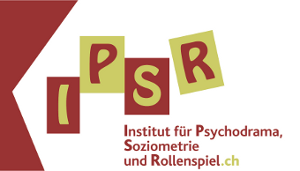 IPSR
Institut für Psychodrama,
Soziometrie
und Rollenspiel.ch